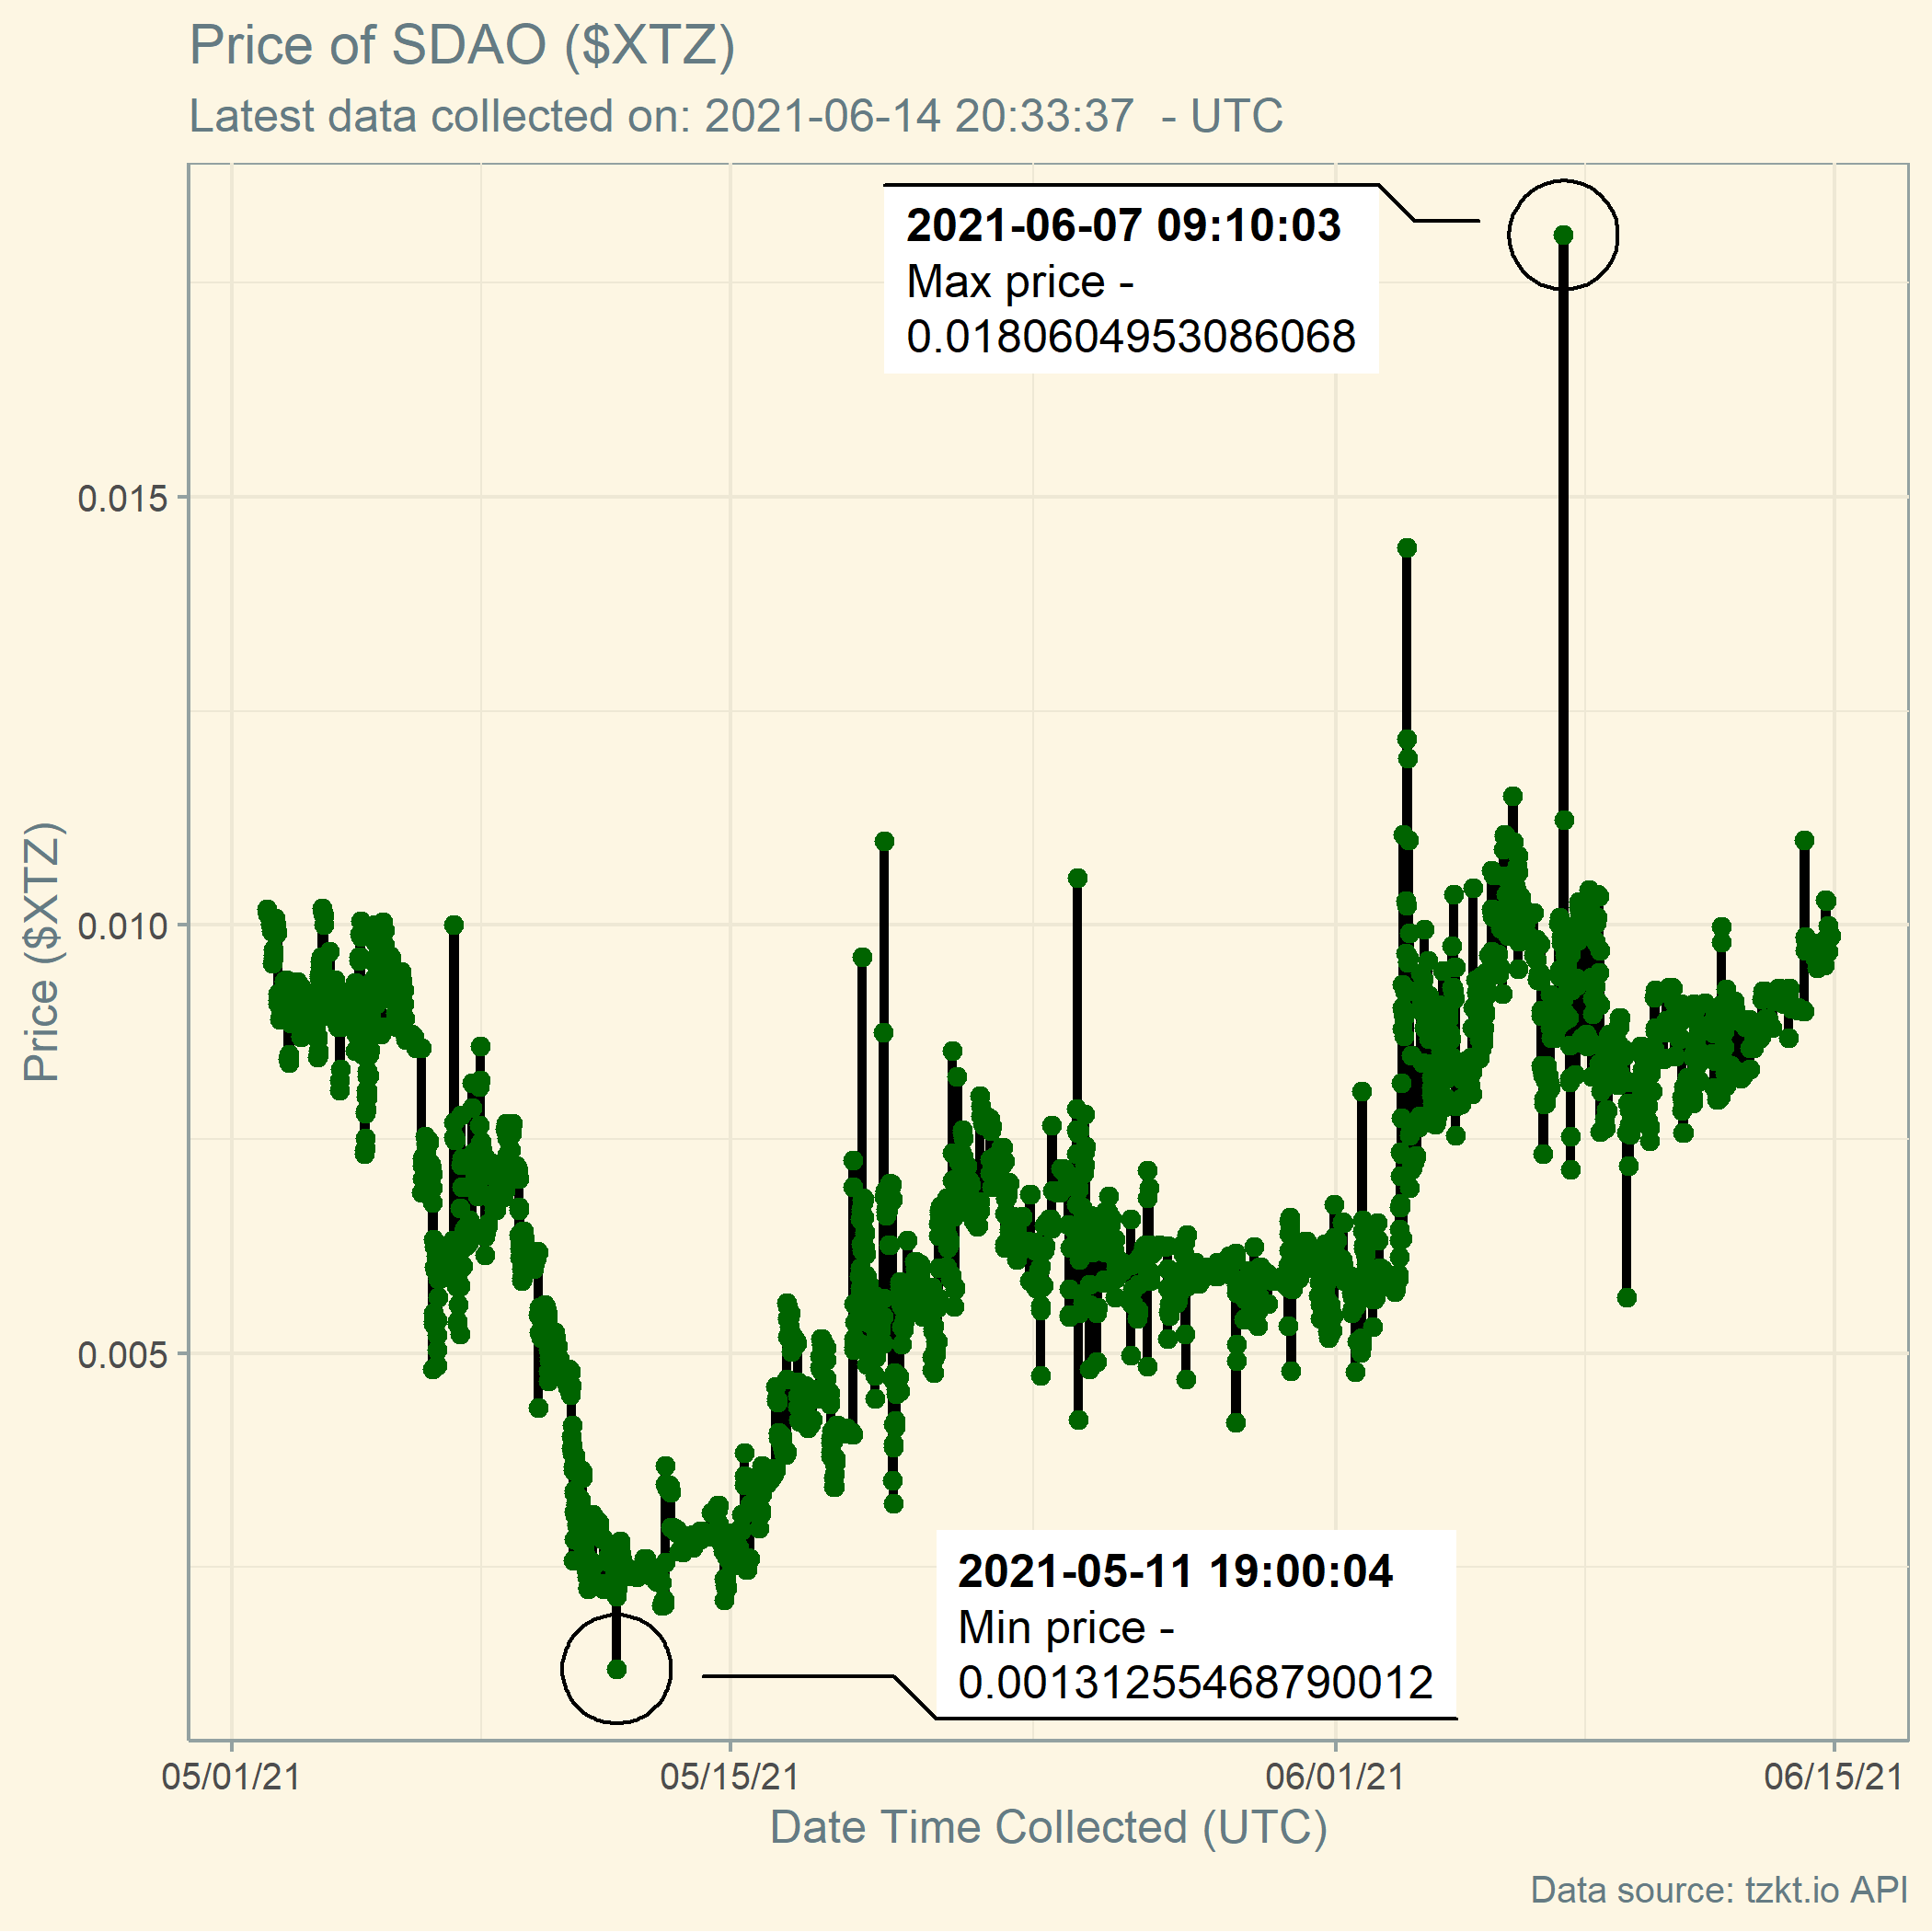 Price of SDAO ($XTZ)
Latest data collected on: 2021-06-14 20:33:37  - UTC
2021-06-07 09:10:03
Max price -
0.0180604953086068
0.015
0.010
0.005
Price ($XTZ)
2021-05-11 19:00:04
Min price -
0.00131255468790012
05/01/21
05/15/21
06/01/21
06/15/21
Date Time Collected (UTC)
Data source: tzkt.io API